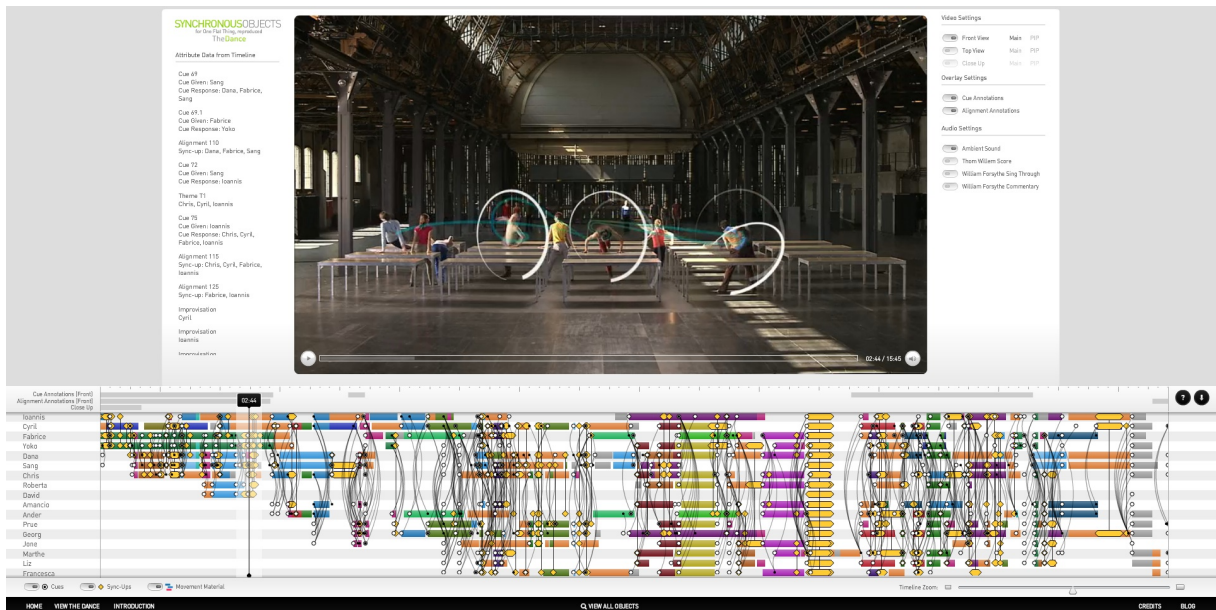 SYNCHRONOUSOBJECTS
for One Flat Thing, reproduced
TheDance
Attribute Data from Timeline
Cue 69
Cue Given: Sang
Cue Response: Dana, Fabrice,
Sang
Cue 69.1
Cue Given: Fabrice
Cue Response: Yoko
Alignment 110
Sync-up: Dana, Fabrice, Sang
Cue 72
Cue Given: Sang
Cue Response: Ioannis
Theme T1
Chris, Cyril, Ioannis
Cue 75
Cue Given: Ioannis
Cue Response: Chris, Cyril,
Fabrice, Ioannis
Alignment 115
Sync-up: Chris, Cyril, Fabrice,
Ioannis
Alignment 125
Sync-up: Fabrice, Ioannis
Improvisation
Cyril
Improvisation
Ioannis
Improvisation
02:44 / 15:45
Video Settings
Front View Main PIP
Top View Main PIP
Close Up Main PIP
Overlay Settings
Cue Annotations
Alignment Annotations
Audio Settings
Ambient Sound
Thom Willem Score
William Forsythe Sing Through
William Forsythe Commentary
Cue Annotations (Front)
Alignment Annotations (Front)
Close Up
02:44
?
Ioannis
Cyril
Fabrice
Yoko
Dana
Sang
Chris
Roberta
David
Amancio
Ander
Prue
Georg
Jone
Marthe
Liz
Francesca
Cues
Sync-Ups
Movement Material
Timeline Zoom:
HOME VIEW THE DANCE INTRODUCTION
VIEW ALL OBJECTS
CREDITS BLOG